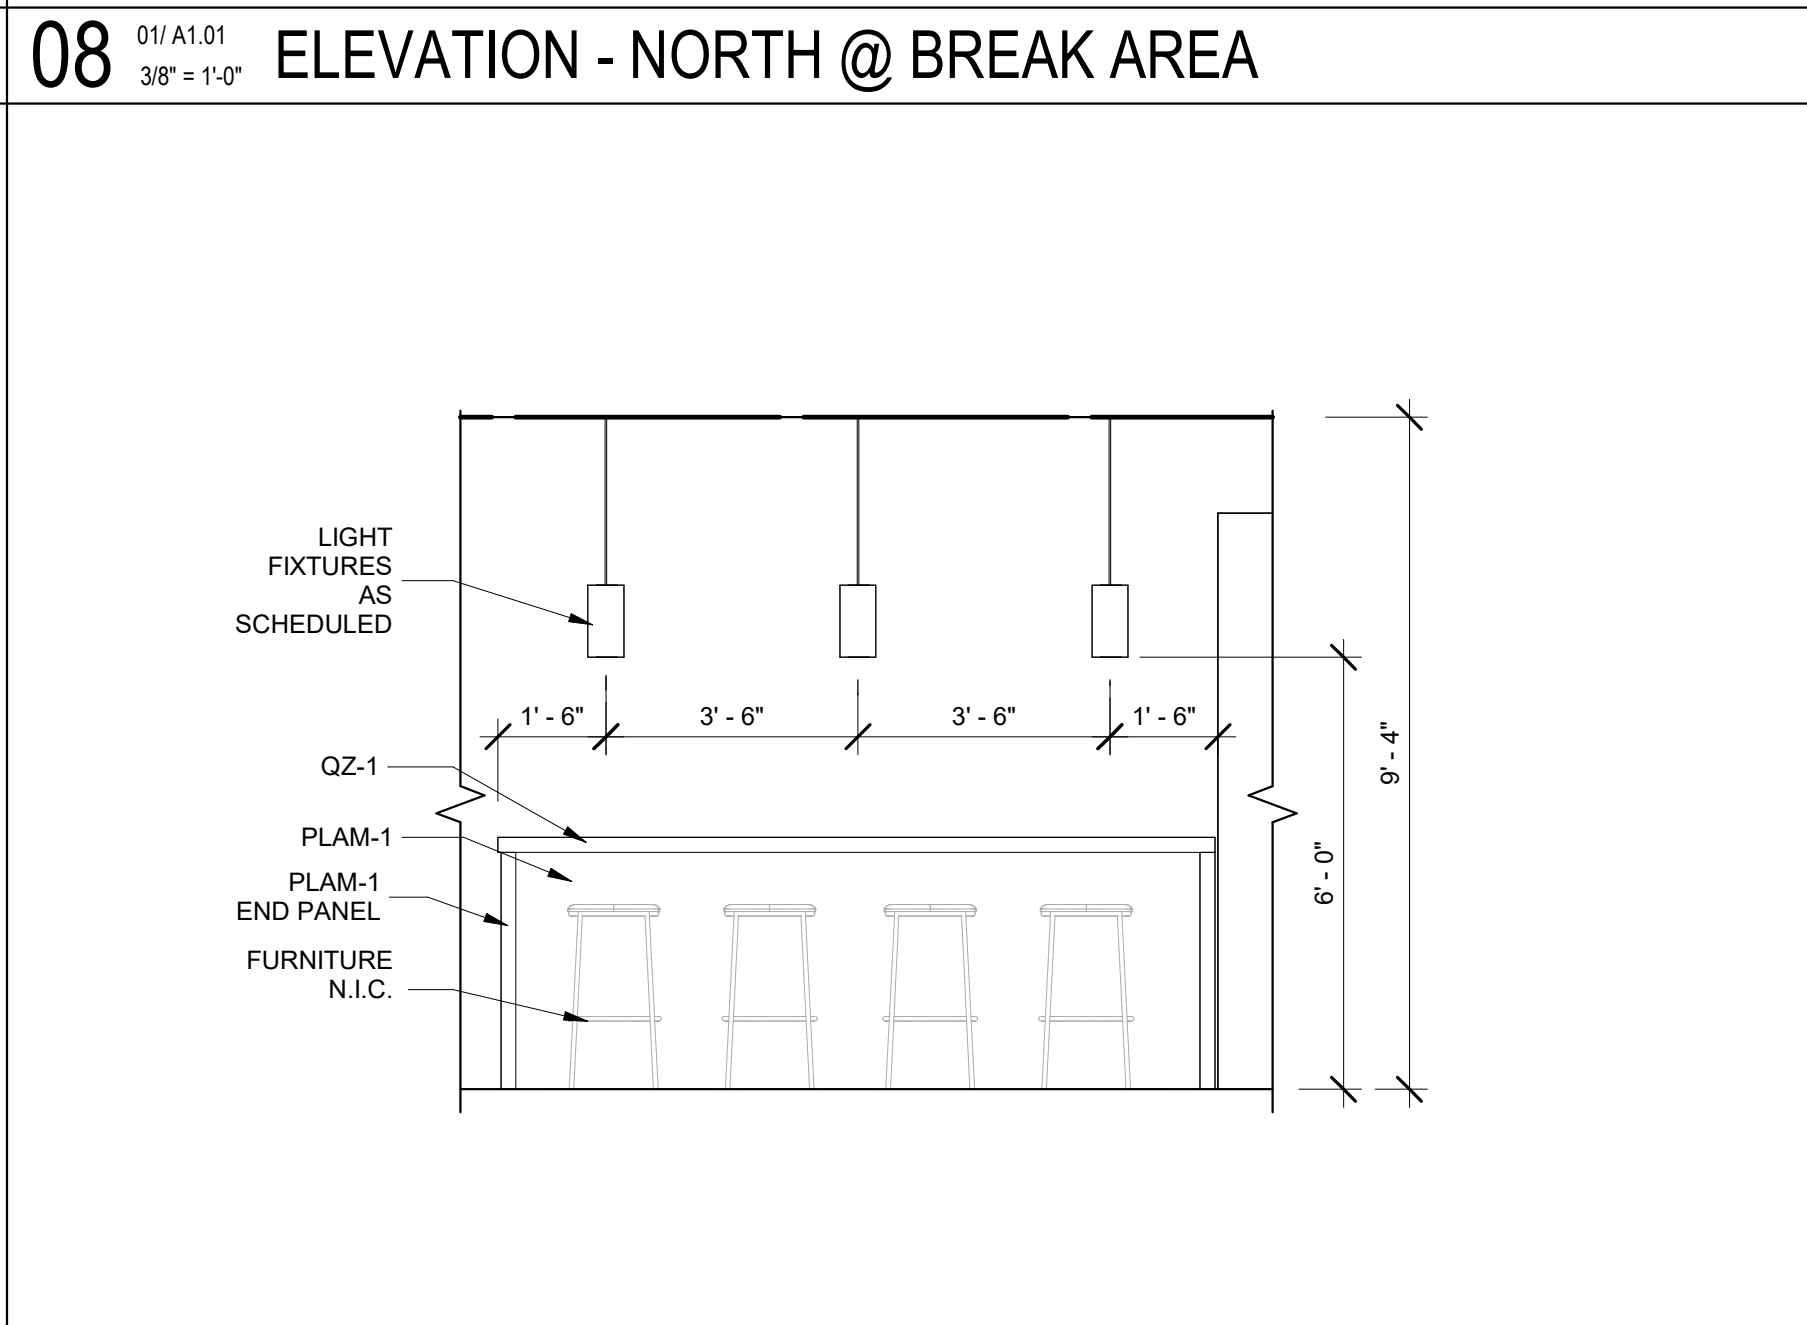 08
01/ A1.01
3/8" = 1'-0"
ELEVATION - NORTH @ BREAK AREA
LIGHT
FIXTURES
AS
SCHEDULED
1' - 6"
3' - 6"
3' - 6"
1' - 6"
QZ-1
PLAM-1
PLAM-1
END PANEL
FURNITURE
N.I.C.
6' - 0"
9' - 4"